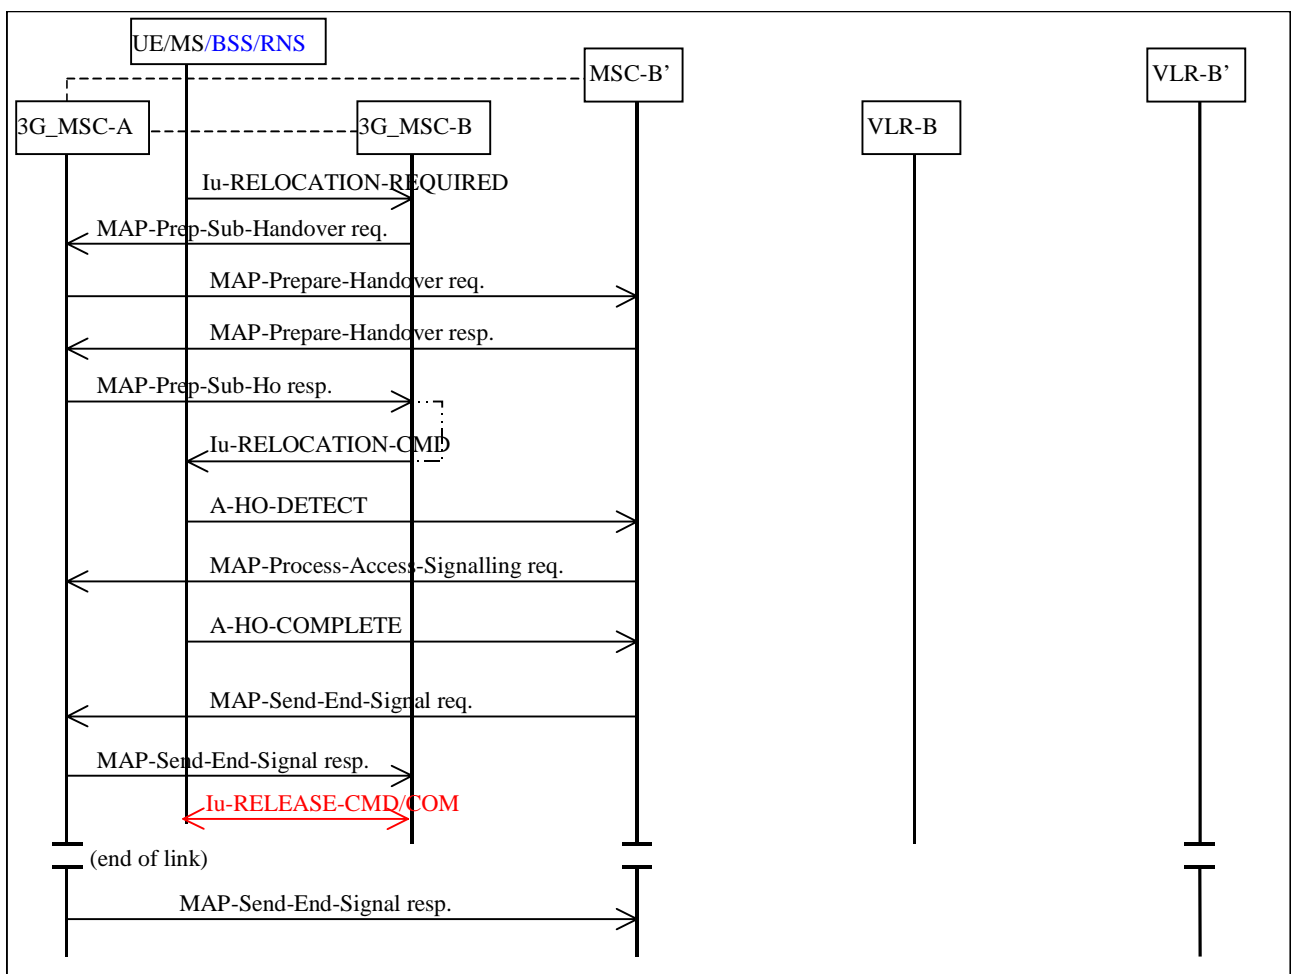 UE/MS/BSS/RNS
MSC-B’
VLR-B’
3G_MSC-A
3G_MSC-B
VLR-B
Iu-RELOCATION-REQUIRED
MAP-Prep-Sub-Handover req.
MAP-Prepare-Handover req.
MAP-Prepare-Handover resp.
MAP-Prep-Sub-Ho resp.
Iu-RELOCATION-CMD
A-HO-DETECT
MAP-Process-Access-Signalling req.
A-HO-COMPLETE
MAP-Send-End-Signal req.
MAP-Send-End-Signal resp.
Iu-RELEASE-CMD/COM
(end of link)
MAP-Send-End-Signal resp.